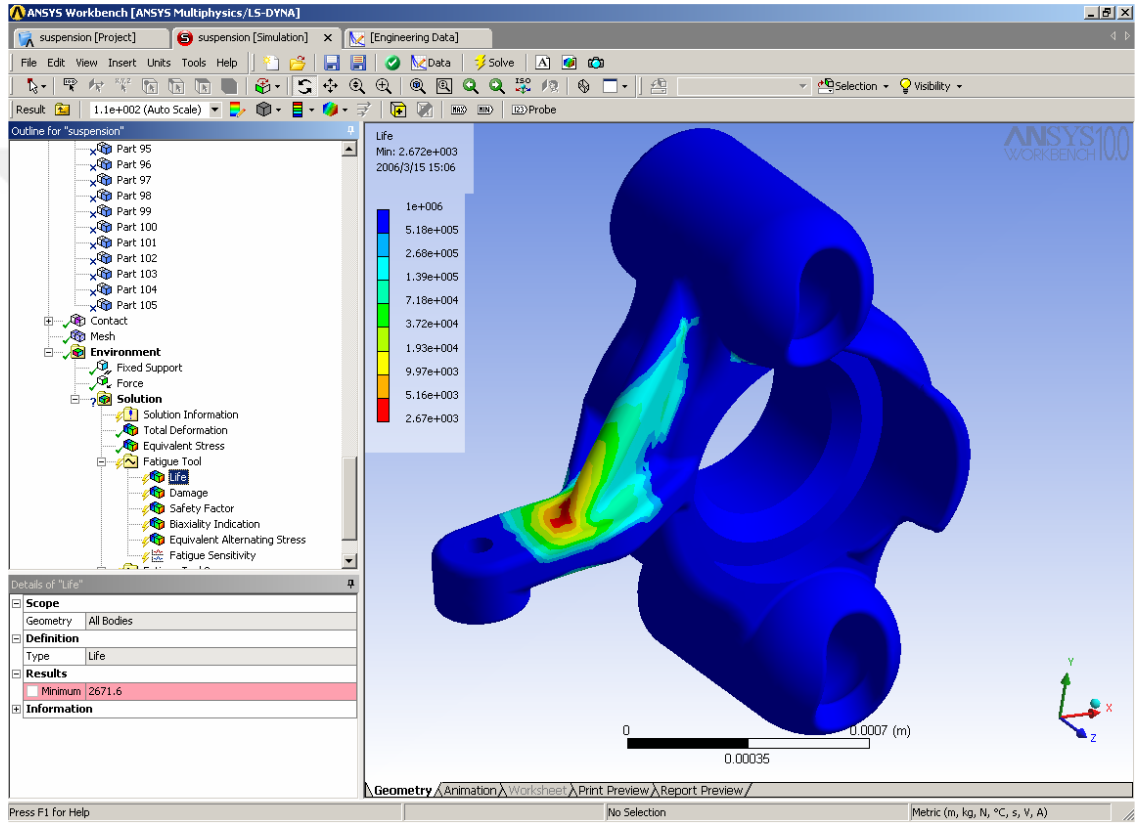 ANSYS Workbench [ANSYS Multiphysics/LS-DYNA]
suspension [Project]
suspension [Simulation]
[Engineering Data]
File Edit View Insert Units Tools Help
Data
Solve
Selection
Visibility
Result
1.1e+002 (Auto Scale)
MAX
MIN
Probe
Outline for "suspension"
Part 95
Part 96
Part 97
Part 98
Part 99
Part 100
Part 101
Part 102
Part 103
Part 104
Part 105
Contact
Mesh
Environment
Fixed Support
Force
Solution
Solution Information
Total Deformation
Equivalent Stress
Fatigue Tool
Life
Damage
Safety Factor
Biaxiality Indication
Equivalent Alternating Stress
Fatigue Sensitivity
Details of "Life"
Scope
Geometry All Bodies
Definition
Type Life
Results
Minimum 2671.6
Information
Life
Min: 2.672e+003
2006/3/15 15:06
1e+006
5.18e+005
2.68e+005
1.39e+005
7.18e+004
3.72e+004
1.93e+004
9.97e+003
5.16e+003
2.67e+003
ANSYS 10.0
WORKBENCH
0 0.0007 (m)
0.00035
Y
X
Z
Geometry Animation Worksheet Print Preview Report Preview
Press F1 for Help
No Selection
Metric (m, kg, N, °C, s, V, A)